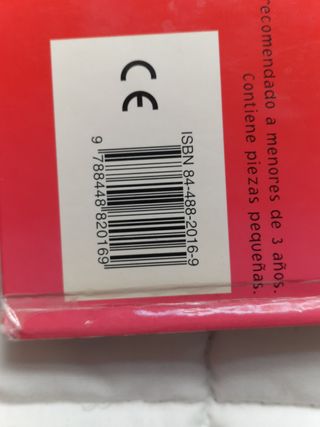 recomendado a menores de 3 años.
Contiene piezas pequeñas.
CE
ISBN 84-488-2016-9
9 788448 820169